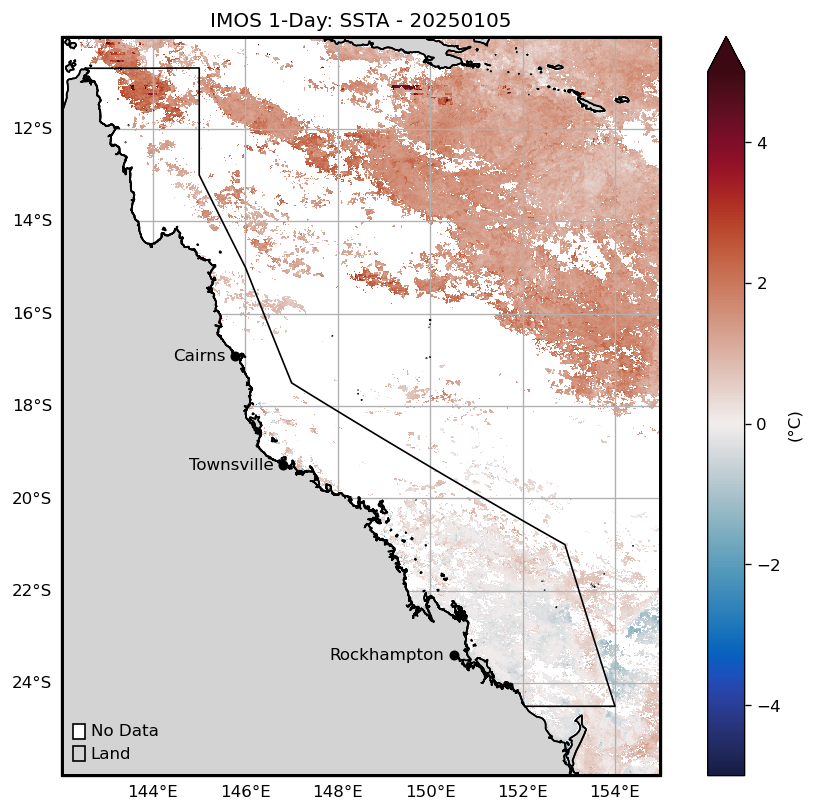 IMOS 1-Day: SSTA - 20250105
12°S
14°S
16°S
18°S
20°S
22°S
24°S
Cairns
Townsville
Rockhampton
No Data
Land
144°E 146°E 148°E 150°E 152°E 154°E
4
2
0
−2
−4
(°C)